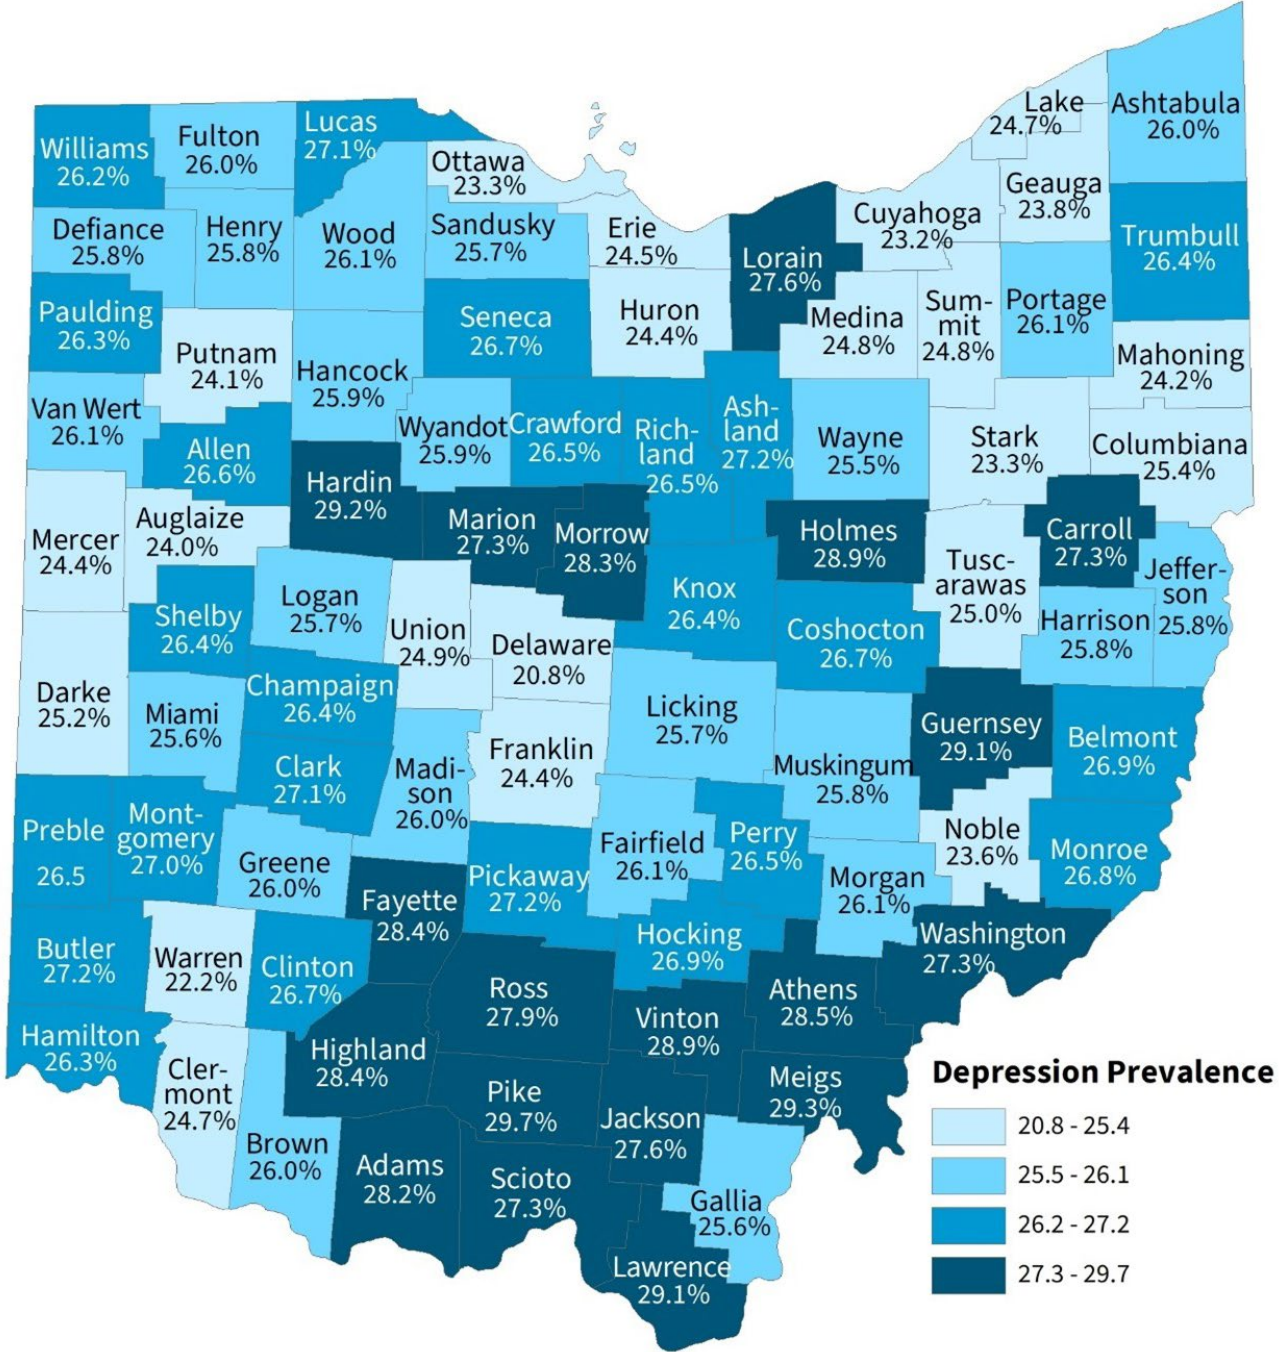 Lake
24.7%
Ashtabula
26.0%
Lucas
27.1%
Fulton
26.0%
Williams
26.2%
Ottawa
23.3%
Geauga
23.8%
Cuyahoga
23.2%
Defiance
25.8%
Henry
25.8%
Wood
26.1%
Sandusky
25.7%
Erie
24.5%
Lorain
27.6%
Trumbull
26.4%
Paulding
26.3%
Seneca
26.7%
Huron
24.4%
Medina
24.8%
Sum-
mit
24.8%
Portage
26.1%
Putnam
24.1%
Hancock
25.9%
Mahoning
24.2%
Van Wert
26.1%
Allen
26.6%
Wyandot
25.9%
Crawford
26.5%
Rich-
land
26.5%
Ash-
land
27.2%
Wayne
25.5%
Stark
23.3%
Columbiana
25.4%
Hardin
29.2%
Mercer
24.4%
Auglaize
24.0%
Marion
27.3%
Morrow
28.3%
Holmes
28.9%
Tusc-
arawas
25.0%
Carroll
27.3%
Jeffer-
son
25.8%
Shelby
26.4%
Logan
25.7%
Union
24.9%
Delaware
20.8%
Knox
26.4%
Coshocton
26.7%
Harrison
25.8%
Darke
25.2%
Miami
25.6%
Champaign
26.4%
Licking
25.7%
Guernsey
29.1%
Belmont
26.9%
Clark
27.1%
Madi-
son
26.0%
Franklin
24.4%
Muskingum
25.8%
Preble
26.5
Mont-
gomery
27.0%
Greene
26.0%
Fairfield
26.1%
Perry
26.5%
Noble
23.6%
Monroe
26.8%
Fayette
28.4%
Pickaway
27.2%
Morgan
26.1%
Butler
27.2%
Warren
22.2%
Clinton
26.7%
Hocking
26.9%
Washington
27.3%
Ross
27.9%
Athens
28.5%
Hamilton
26.3%
Vinton
28.9%
Cler-
mont
24.7%
Highland
28.4%
Pike
29.7%
Jackson
27.6%
Meigs
29.3%
Brown
26.0%
Adams
28.2%
Scioto
27.3%
Gallia
25.6%
Lawrence
29.1%
Depression Prevalence
20.8 - 25.4
25.5 - 26.1
26.2 - 27.2
27.3 - 29.7